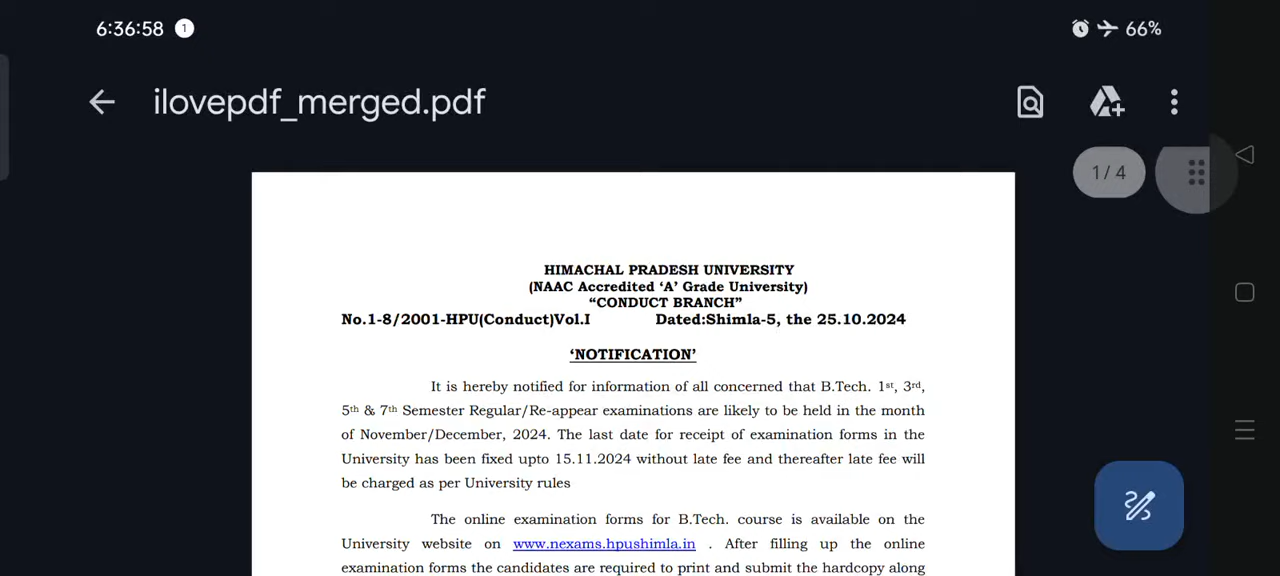 6:36:58 1 66%
ilovepdf_merged.pdf
1/4
HIMACHAL PRADESH UNIVERSITY
(NAAC Accredited ‘A’ Grade University)
“CONDUCT BRANCH”
No.1-8/2001-HPU(Conduct)Vol.I Dated:Shimla-5, the 25.10.2024
‘NOTIFICATION’
It is hereby notified for information of all concerned that B.Tech. 1st, 3rd,
5th & 7th Semester Regular/Re-appear examinations are likely to be held in the month
of November/December, 2024. The last date for receipt of examination forms in the
University has been fixed upto 15.11.2024 without late fee and thereafter late fee will
be charged as per University rules
The online examination forms for B.Tech. course is available on the
University website on www.nexams.hpushimla.in . After filling up the online
examination forms the candidates are required to print and submit the hardcopy along